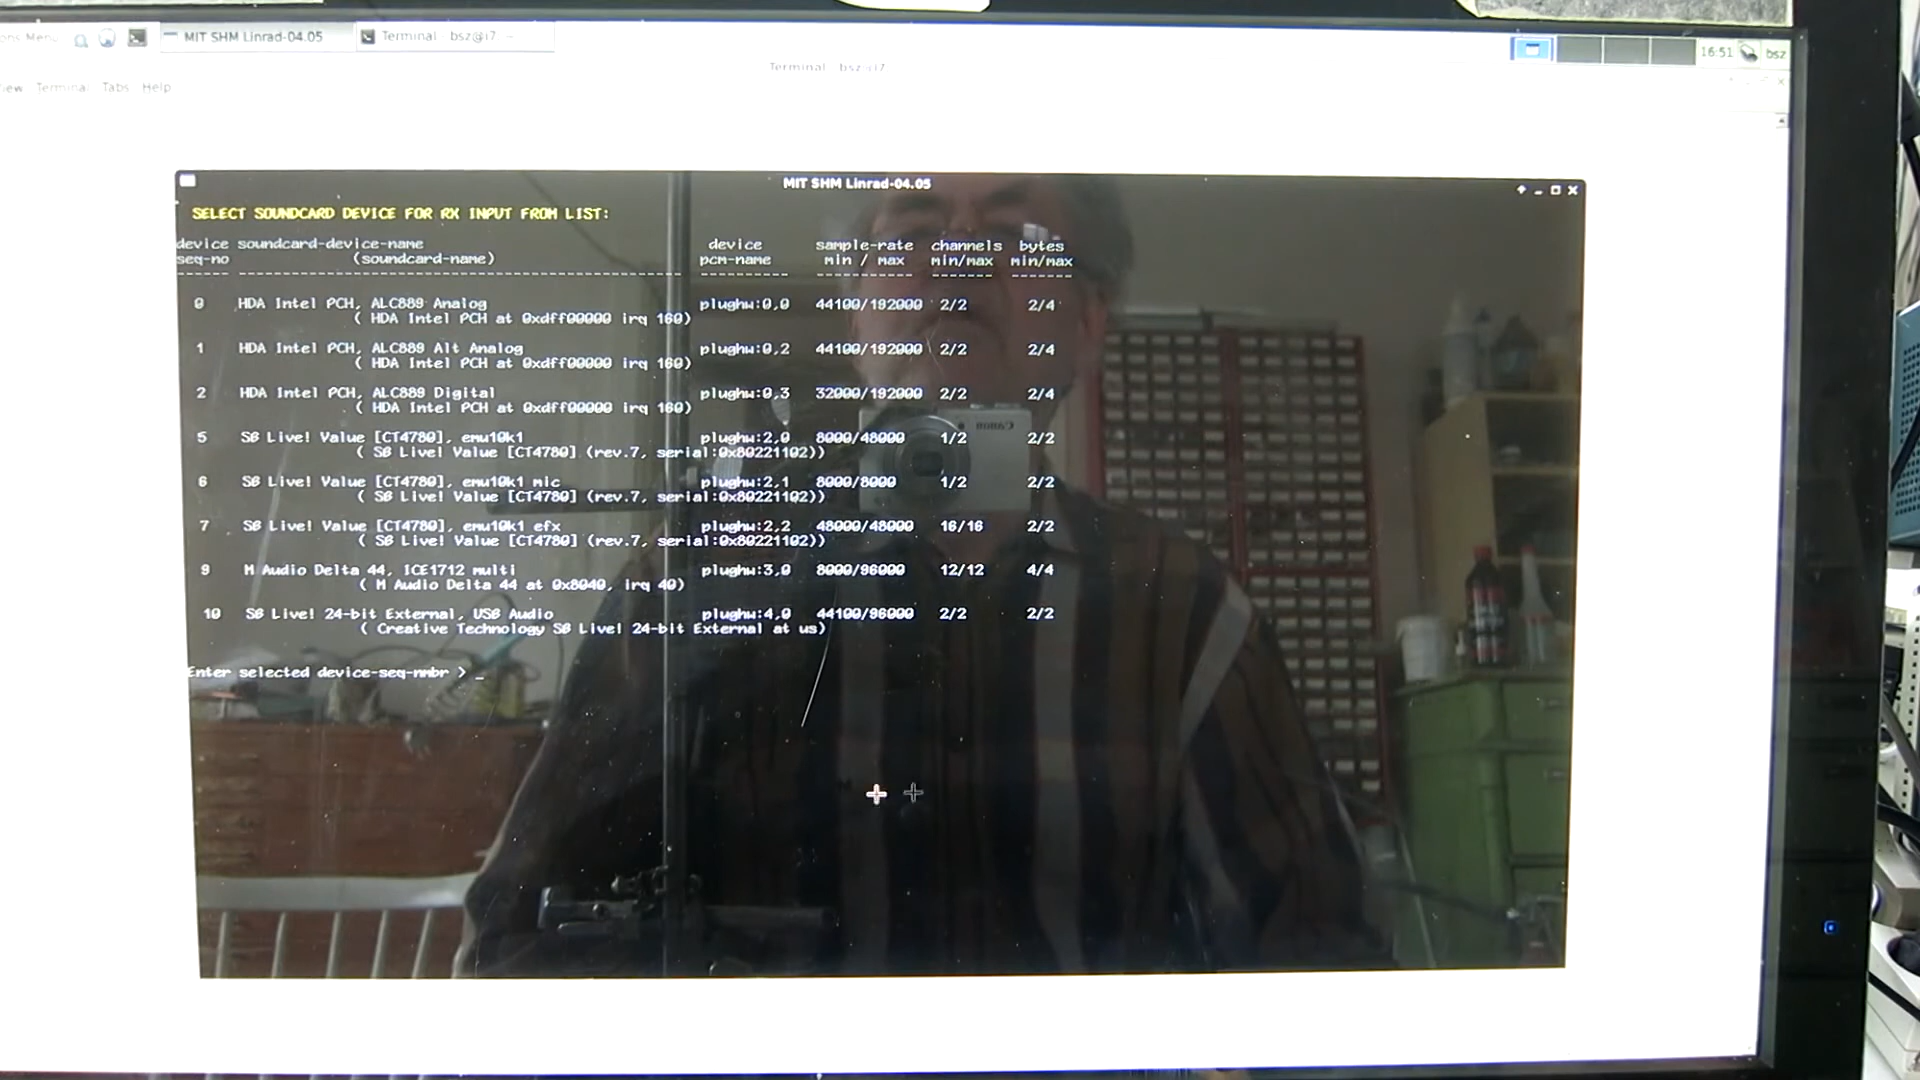 MIT SHM Linrad-04.05 Terminal bsz@i7 16:51 bsz
Terminal bsz@i7
Terminal Tabs Help
MIT SHM Linrad-04.05
SELECT SOUNDCARD DEVICE FOR RX INPUT FROM LIST:
device soundcard-device-name device sample-rate channels bytes
seq-no (soundcard-name) pcm-name min / max min/max min/max
0 HDA Intel PCH, ALC889 Analog plughw:0,0 44100/192000 2/2 2/4
( HDA Intel PCH at 0xdff00000 irq 160)
1 HDA Intel PCH, ALC889 Alt Analog plughw:0,2 44100/192000 2/2 2/4
( HDA Intel PCH at 0xdff00000 irq 160)
2 HDA Intel PCH, ALC889 Digital plughw:0,3 32000/192000 2/2 2/4
( HDA Intel PCH at 0xdff00000 irq 160)
5 SB Live! Value [CT4780], emu10k1 plughw:2,0 8000/48000 1/2 2/2
( SB Live! Value [CT4780] (rev.7, serial:0x80221102))
6 SB Live! Value [CT4780], emu10k1 mic plughw:2,1 8000/8000 1/2 2/2
( SB Live! Value [CT4780] (rev.7, serial:0x80221102))
7 SB Live! Value [CT4780], emu10k1 efx plughw:2,2 48000/48000 16/16 2/2
( SB Live! Value [CT4780] (rev.7, serial:0x80221102))
9 M Audio Delta 44, ICE1712 multi plughw:3,0 8000/96000 12/12 4/4
( M Audio Delta 44 at 0x8040, irq 40)
10 SB Live! 24-bit External, USB Audio plughw:4,0 44100/96000 2/2 2/2
( Creative Technology SB Live! 24-bit External at us)
Enter selected device-seq-nmbr > _